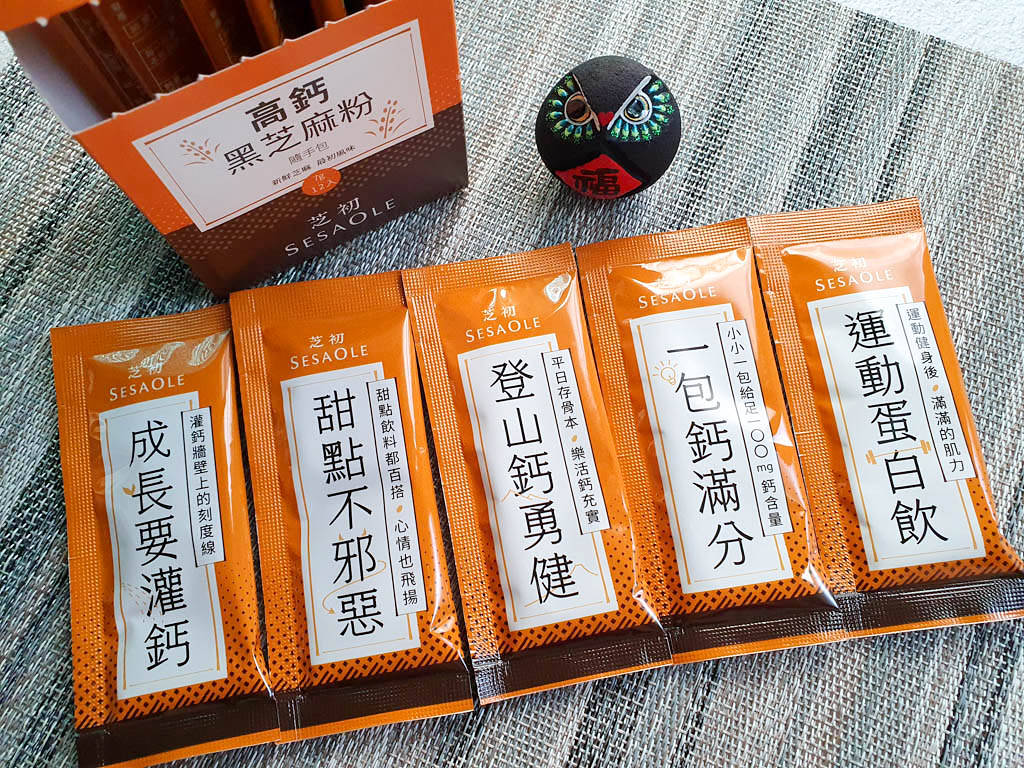 高鈣
黑芝麻粉
隨手包
新鮮芝麻 最初風味
12入
芝初
SESAOLE
福
芝初
SESAOLE
成長要灌鈣
灌鈣牆壁上的刻度線
芝初
SESAOLE
甜點不邪惡
甜點飲料都百搭•心情也飛揚
芝初
SESAOLE
登山鈣勇健
平日存骨本•樂活鈣充實
芝初
SESAOLE
一包鈣滿分
小小一包給足一〇〇mg鈣含量
芝初
SESAOLE
運動蛋白飲
運動健身後•滿滿的肌力